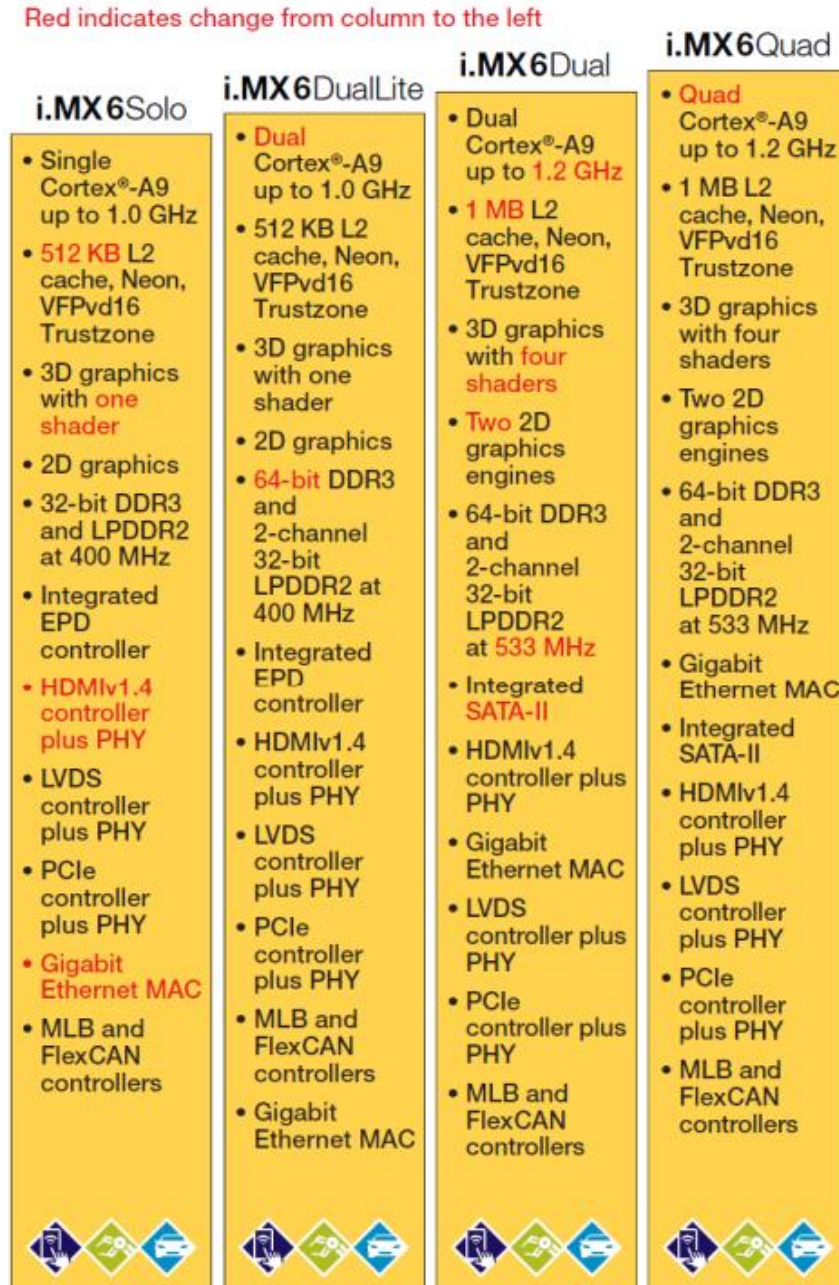 Red indicates change from column to the left
i.MX6Solo
• Single
Cortex®-A9
up to 1.0 GHz
• 512 KB L2
cache, Neon,
VFPvd16
Trustzone
• 3D graphics
with one
shader
• 2D graphics
• 32-bit DDR3
and LPDDR2
at 400 MHz
• Integrated
EPD
controller
• HDMIv1.4
controller
plus PHY
• LVDS
controller
plus PHY
• PCIe
controller
plus PHY
• Gigabit
Ethernet MAC
• MLB and
FlexCAN
controllers
i.MX6DualLite
• Dual
Cortex®-A9
up to 1.0 GHz
• 512 KB L2
cache, Neon,
VFPvd16
Trustzone
• 3D graphics
with one
shader
• 2D graphics
• 64-bit DDR3
and
2-channel
32-bit
LPDDR2 at
400 MHz
• Integrated
EPD
controller
• HDMIv1.4
controller
plus PHY
• LVDS
controller
plus PHY
• PCIe
controller
plus PHY
• MLB and
FlexCAN
controllers
• Gigabit
Ethernet MAC
i.MX6Dual
• Dual
Cortex®-A9
up to 1.2 GHz
• 1 MB L2
cache, Neon,
VFPvd16
Trustzone
• 3D graphics
with four
shaders
• Two 2D
graphics
engines
• 64-bit DDR3
and
2-channel
32-bit
LPDDR2
at 533 MHz
• Integrated
SATA-II
• HDMIv1.4
controller plus
PHY
• Gigabit
Ethernet MAC
• LVDS
controller plus
PHY
• PCIe
controller plus
PHY
• MLB and
FlexCAN
controllers
i.MX6Quad
• Quad
Cortex®-A9
up to 1.2 GHz
• 1 MB L2
cache, Neon,
VFPvd16
Trustzone
• 3D graphics
with four
shaders
• Two 2D
graphics
engines
• 64-bit DDR3
and
2-channel
32-bit
LPDDR2
at 533 MHz
• Gigabit
Ethernet MAC
• Integrated
SATA-II
• HDMIv1.4
controller
plus PHY
• LVDS
controller
plus PHY
• PCIe
controller
plus PHY
• MLB and
FlexCAN
controllers